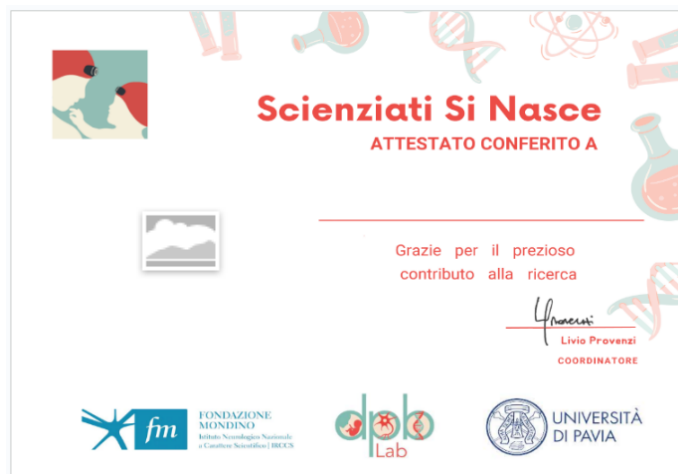 Scienziati Si Nasce
ATTESTATO CONFERITO A
Grazie per il prezioso
contributo alla ricerca
Livio Provenzi
COORDINATORE
fm
FONDAZIONE
MONDINO
Istituto Neurologico Nazionale
a Carattere Scientifico | IRCCS
dpb
Lab
UNIVERSITÀ
DI PAVIA